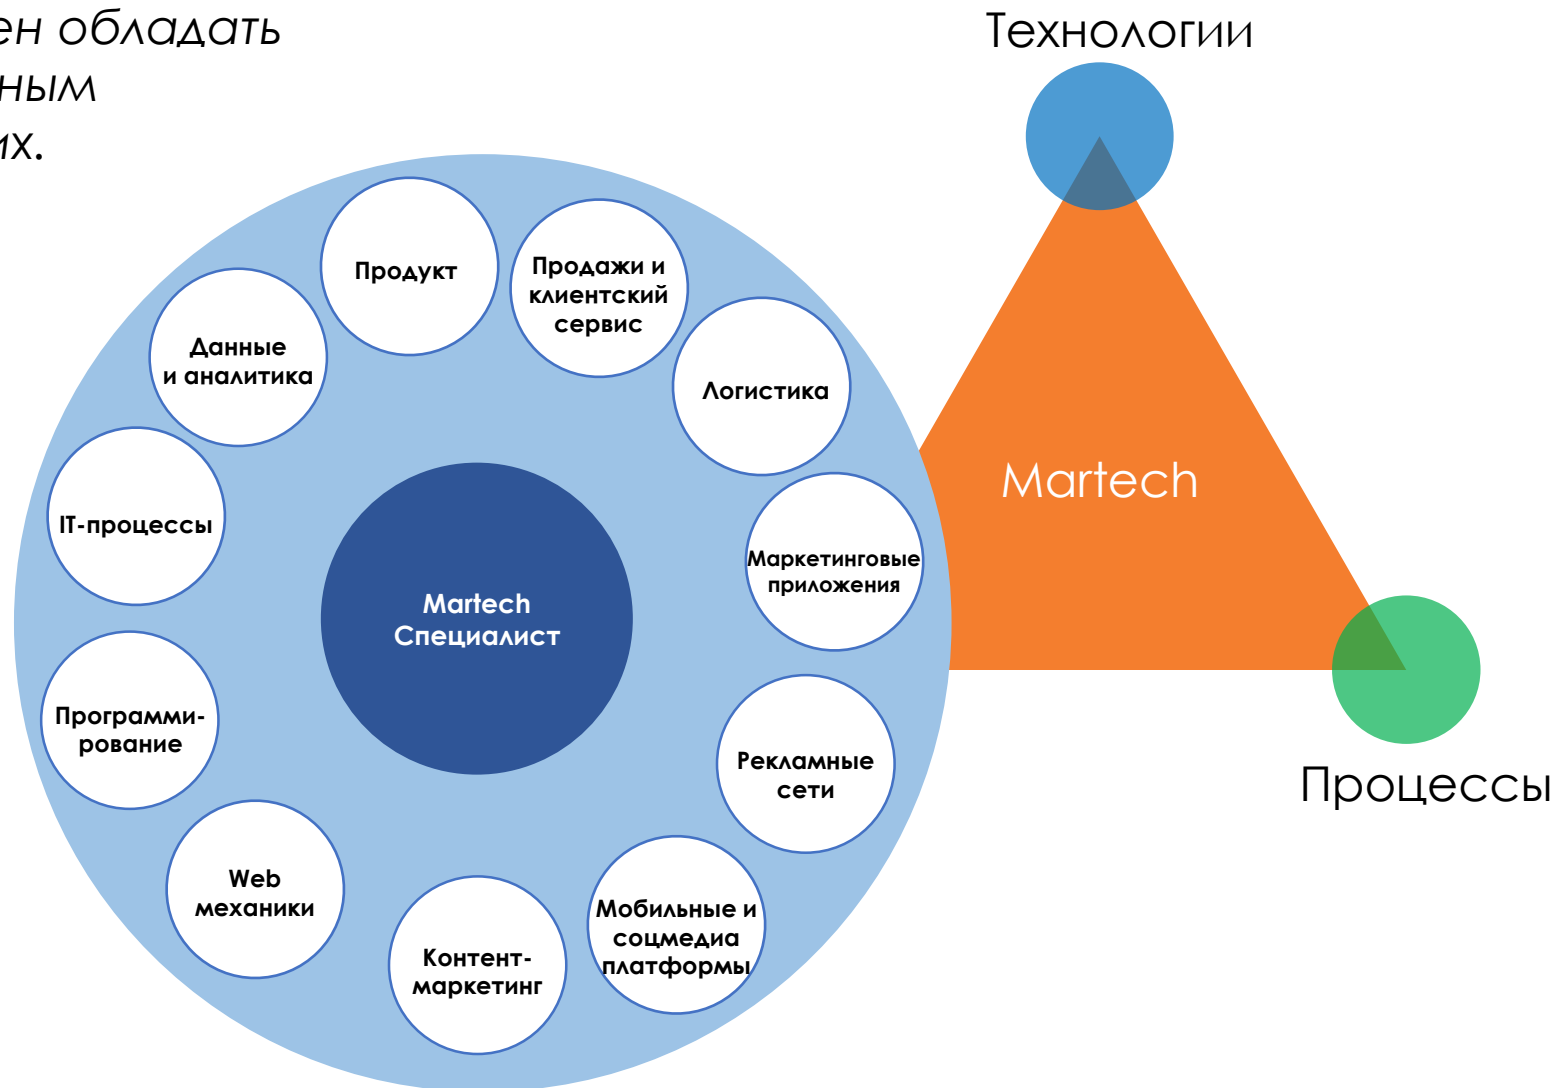 ен обладать
ным
их.
Технологии
Martech
Процессы
Продукт
Продажи и
клиентский
сервис
Логистика
Маркетинговые
приложения
Рекламные
сети
Мобильные и
соцмедиа
платформы
Контент-
маркетинг
Web
механики
Программи-
рование
IT-процессы
Данные
и аналитика
Martech
Специалист